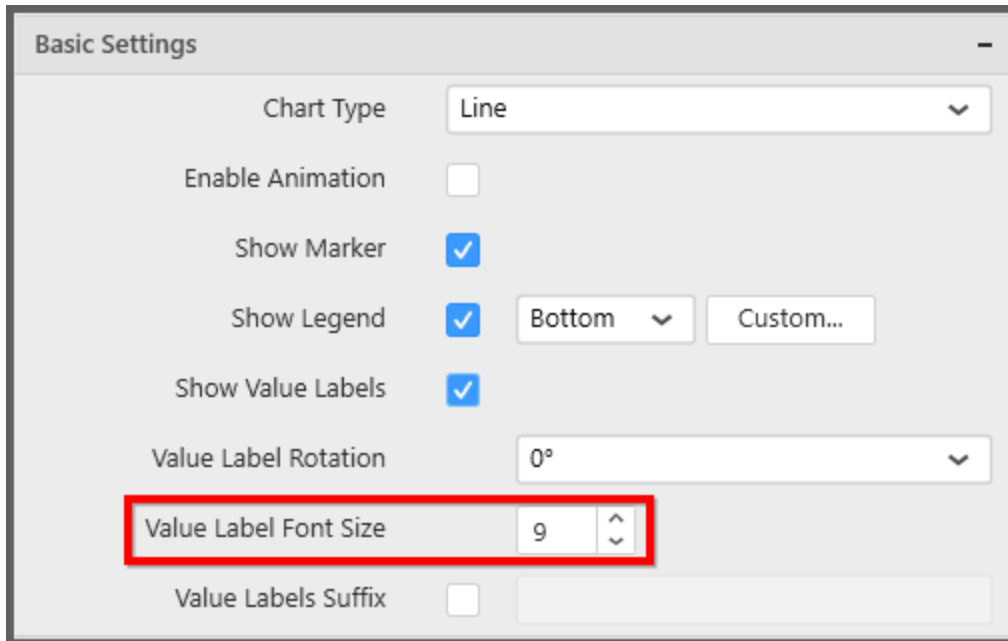 Basic Settings
Chart Type Line
Enable Animation
Show Marker
Show Legend Bottom Custom...
Show Value Labels
Value Label Rotation 0°
Value Label Font Size 9
Value Labels Suffix